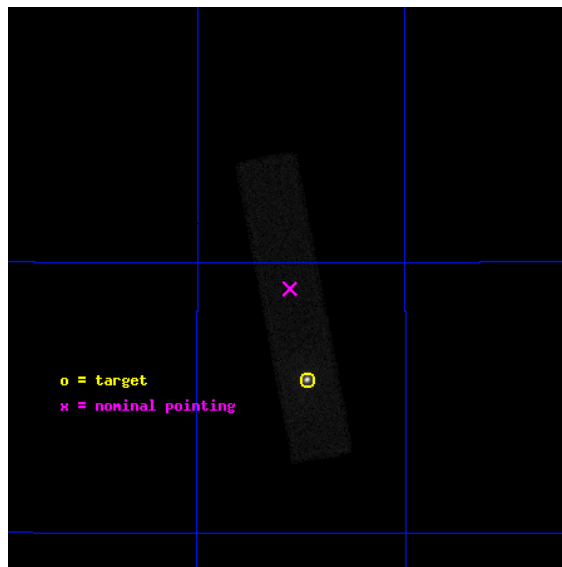 o = target
x = nominal pointing